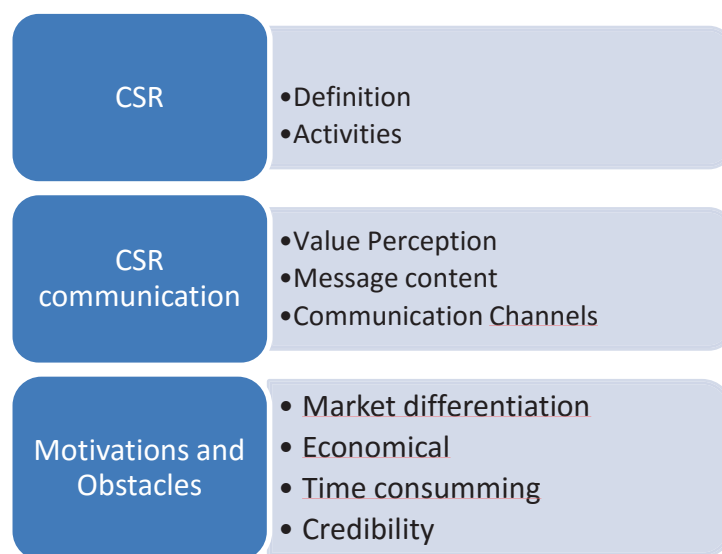 CSR
•Definition
•Activities
CSR
communication
•Value Perception
•Message content
•Communication Channels
Motivations and
Obstacles
• Market differentiation
• Economical
• Time consumming
• Credibility